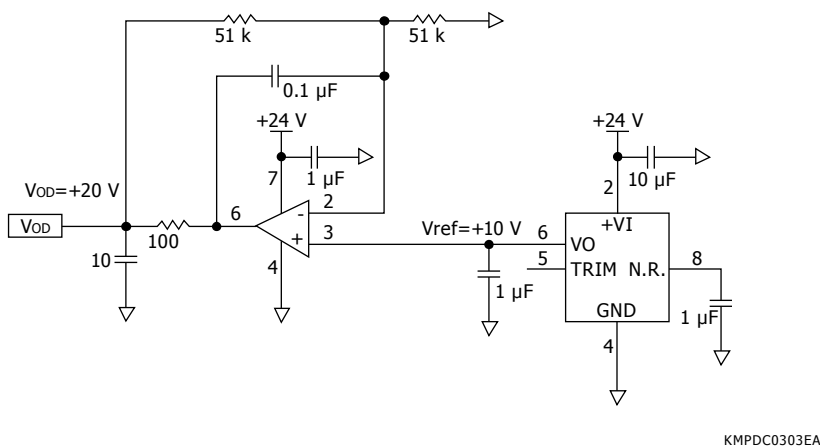 51 k
51 k
0.1 µF
+24 V
+24 V
1 µF
10 µF
7
2
VOD=+20 V
2
-
+VI
VOD
6
Vref=+10 V
6
VO
100
+
3
5
TRIM
N.R.
8
10
4
1 µF
GND
1 µF
4
KMPDC0303EA